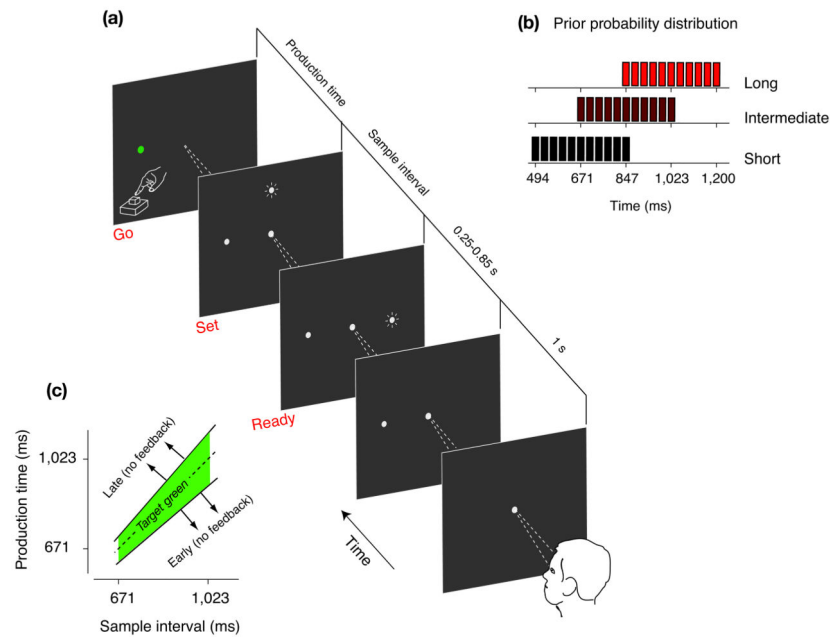 (a)
Production time
Sample interval
0.25-0.85 s
1 s
Go
Set
Ready
Time
(b) Prior probability distribution
Long
Intermediate
Short
494 671 847 1,023 1,200
Time (ms)
(c)
Production time (ms)
1,023
671
Late (no feedback)
Target green
Early (no feedback)
671 1,023
Sample interval (ms)